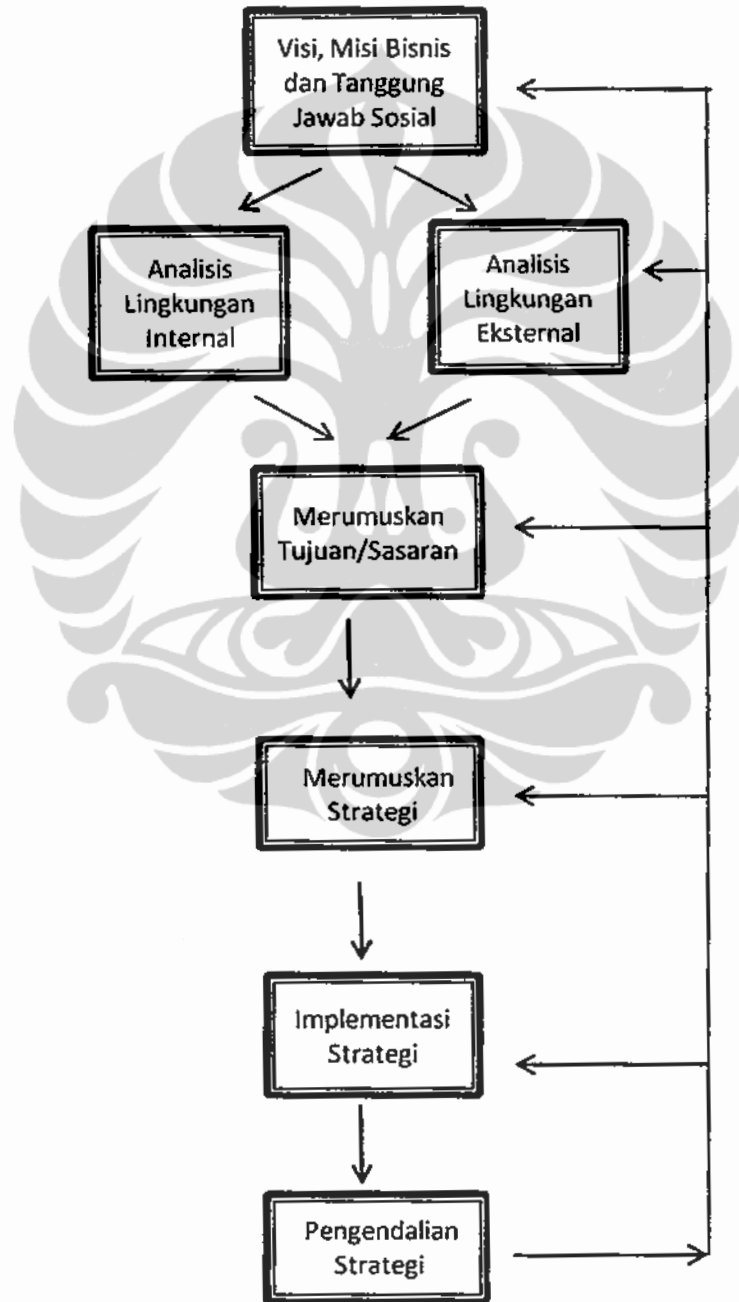 Visi, Misi Bisnis
dan Tanggung
Jawab Sosial
Analisis
Lingkungan
Internal
Analisis
Lingkungan
Eksternal
Merumuskan
Tujuan/Sasaran
Merumuskan
Strategi
Implementasi
Strategi
Pengendalian
Strategi